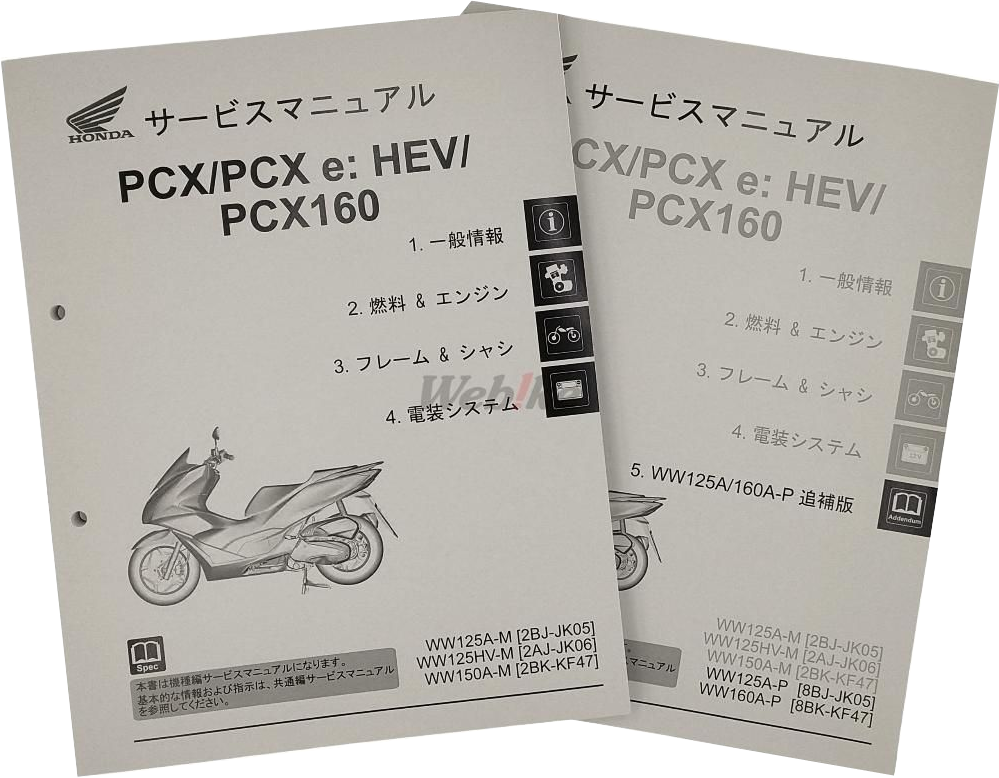 HONDA
サービスマニュアル
PCX/PCX e: HEV/
PCX160
1. 一般情報
2. 燃料 & エンジン
3. フレーム & シャシ
4. 電装システム
Spec
本書は機種編サービスマニュアルになります。
基本的な情報および指示は、共通編サービスマニュアル
を参照してください。
WW125A-M [2BJ-JK05]
WW125HV-M [2AJ-JK06]
WW150A-M [2BK-KF47]
サービスマニュアル
CX/PCX e: HEV/
PCX160
1. 一般情報
2. 燃料 & エンジン
3. フレーム & シャシ
4. 電装システム
12V
5. WW125A/160A-P 追補版
Addendum
マニュアル
WW125A-M [2BJ-JK05]
WW125HV-M [2AJ-JK06]
WW150A-M [2BK-KF47]
WW125A-P [8BJ-JK05]
WW160A-P [8BK-KF47]
Web!ke